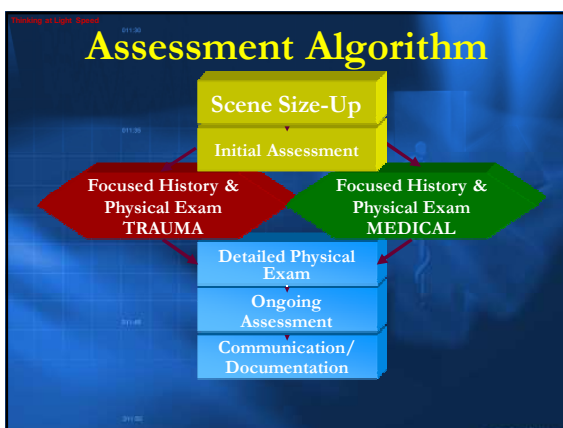 Thinking at Light Speed
Assessment Algorithm
Scene Size-Up
Initial Assessment
Focused History &
Physical Exam
TRAUMA
Focused History &
Physical Exam
MEDICAL
Detailed Physical
Exam
Ongoing
Assessment
Communication/
Documentation